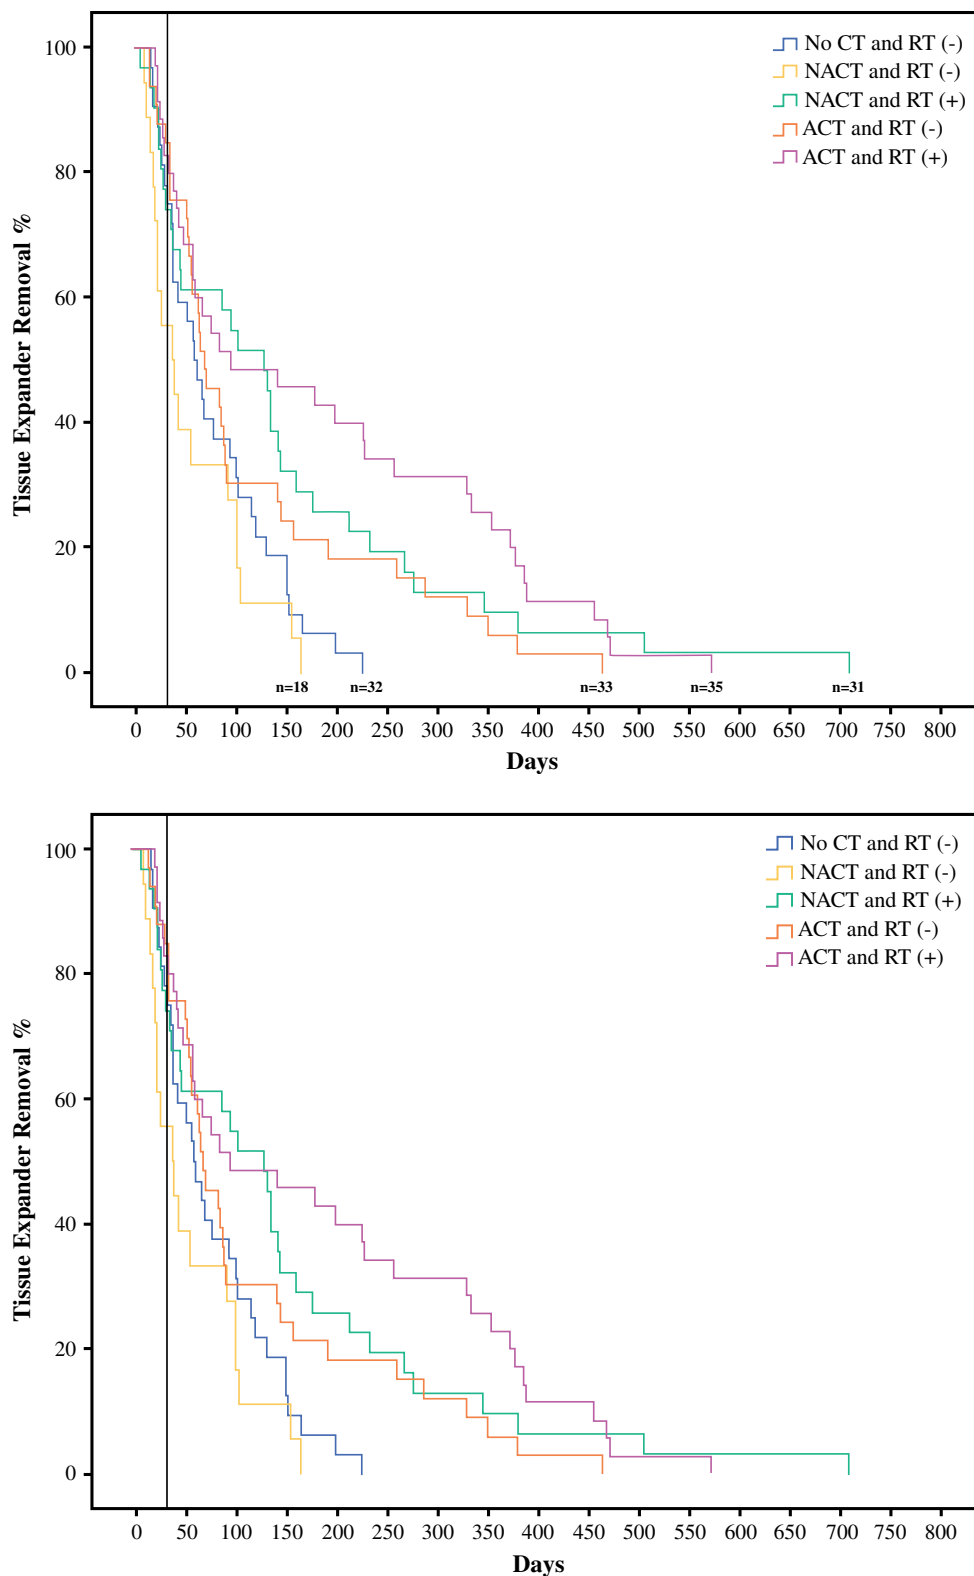 100
80
60
40
20
0
Tissue Expander Removal %
No CT and RT (-)
NACT and RT (-)
NACT and RT (+)
ACT and RT (-)
ACT and RT (+)
n=18 n=32 n=33 n=35 n=31
0 50 100 150 200 250 300 350 400 450 500 550 600 650 700 750 800
Days
100
80
60
40
20
0
Tissue Expander Removal %
No CT and RT (-)
NACT and RT (-)
NACT and RT (+)
ACT and RT (-)
ACT and RT (+)
0 50 100 150 200 250 300 350 400 450 500 550 600 650 700 750 800
Days